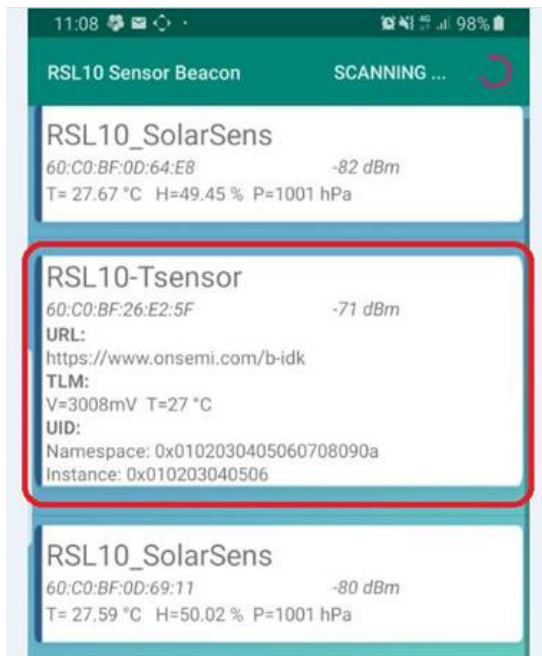 11:08 98%
RSL10 Sensor Beacon SCANNING ...
RSL10_SolarSens
60:C0:BF:0D:64:E8 -82 dBm
T= 27.67 °C H=49.45 % P=1001 hPa
RSL10-Tsensor
60:C0:BF:26:E2:5F -71 dBm
URL:
https://www.onsemi.com/b-idk
TLM:
V=3008mV T=27 °C
UID:
Namespace: 0x0102030405060708090a
Instance: 0x010203040506
RSL10_SolarSens
60:C0:BF:0D:69:11 -80 dBm
T= 27.59 °C H=50.02 % P=1001 hPa